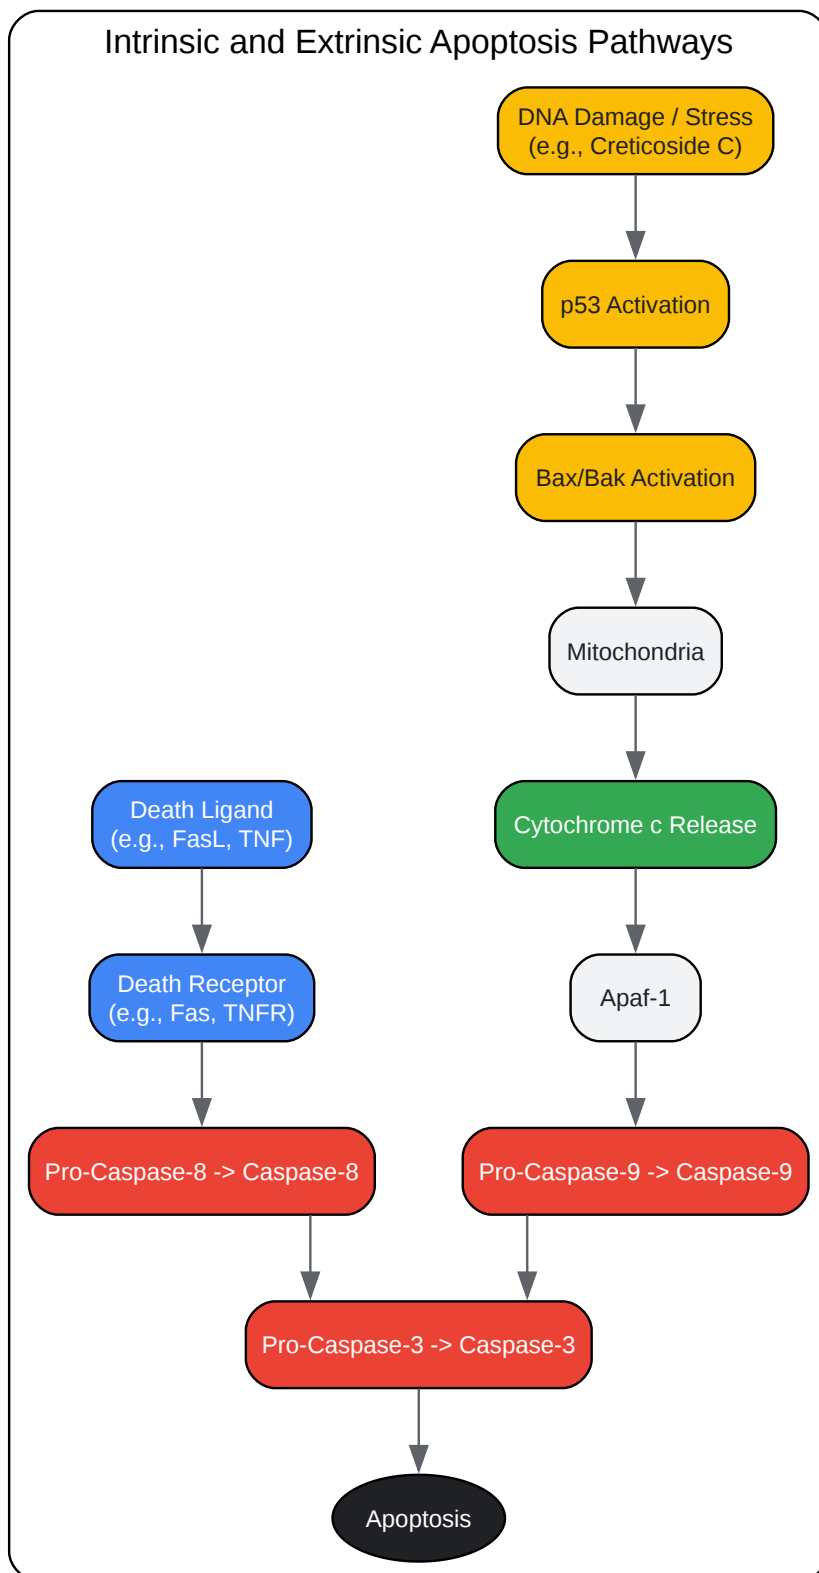 Intrinsic and Extrinsic Apoptosis Pathways
DNA Damage / Stress
(e.g., Creticoside C)
p53 Activation
Bax/Bak Activation
Mitochondria
Death Ligand
(e.g., FasL, TNF)
Cytochrome c Release
Death Receptor
(e.g., Fas, TNFR)
Apaf-1
Pro-Caspase-8 -> Caspase-8
Pro-Caspase-9 -> Caspase-9
Pro-Caspase-3 -> Caspase-3
Apoptosis